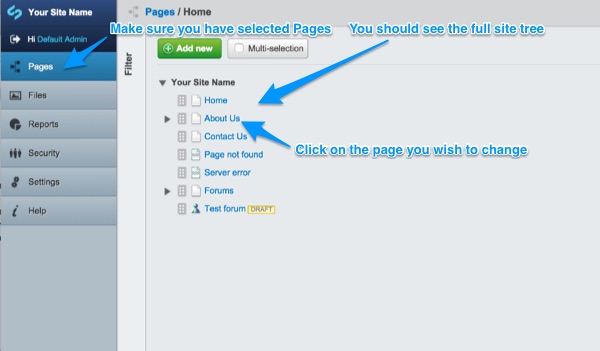 Your Site Name
Pages / Home
Hi Default Admin
Make sure you have selected Pages
You should see the full site tree
Pages
Filter
Add new
Multi-selection
Files
Reports
Security
Settings
Help
Your Site Name
Home
About Us
Contact Us
Click on the page you wish to change
Page not found
Server error
Forums
Test forum DRAFT